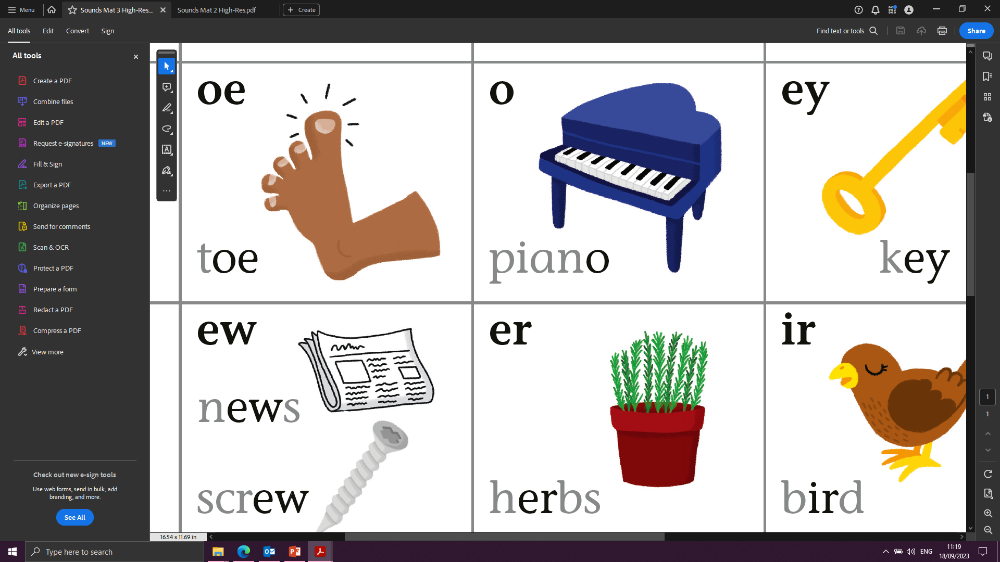 Menu
Sounds Mat 3 High-Res...
Sounds Mat 2 High-Res.pdf
Create
All tools
Edit
Convert
Sign
Find text or tools
Share
All tools
Create a PDF
Combine files
Edit a PDF
Request e-signatures NEW
Fill & Sign
Export a PDF
Organize pages
Send for comments
Scan & OCR
Protect a PDF
Prepare a form
Redact a PDF
Compress a PDF
View more
Check out new e-sign tools
Use web forms, send in bulk, add
branding, and more.
See All
oe
toe
o
piano
ey
key
ew
news
screw
er
herbs
ir
bird
1
1
16.54 x 11.69 in
Type here to search
ENG
11:19
18/09/2023